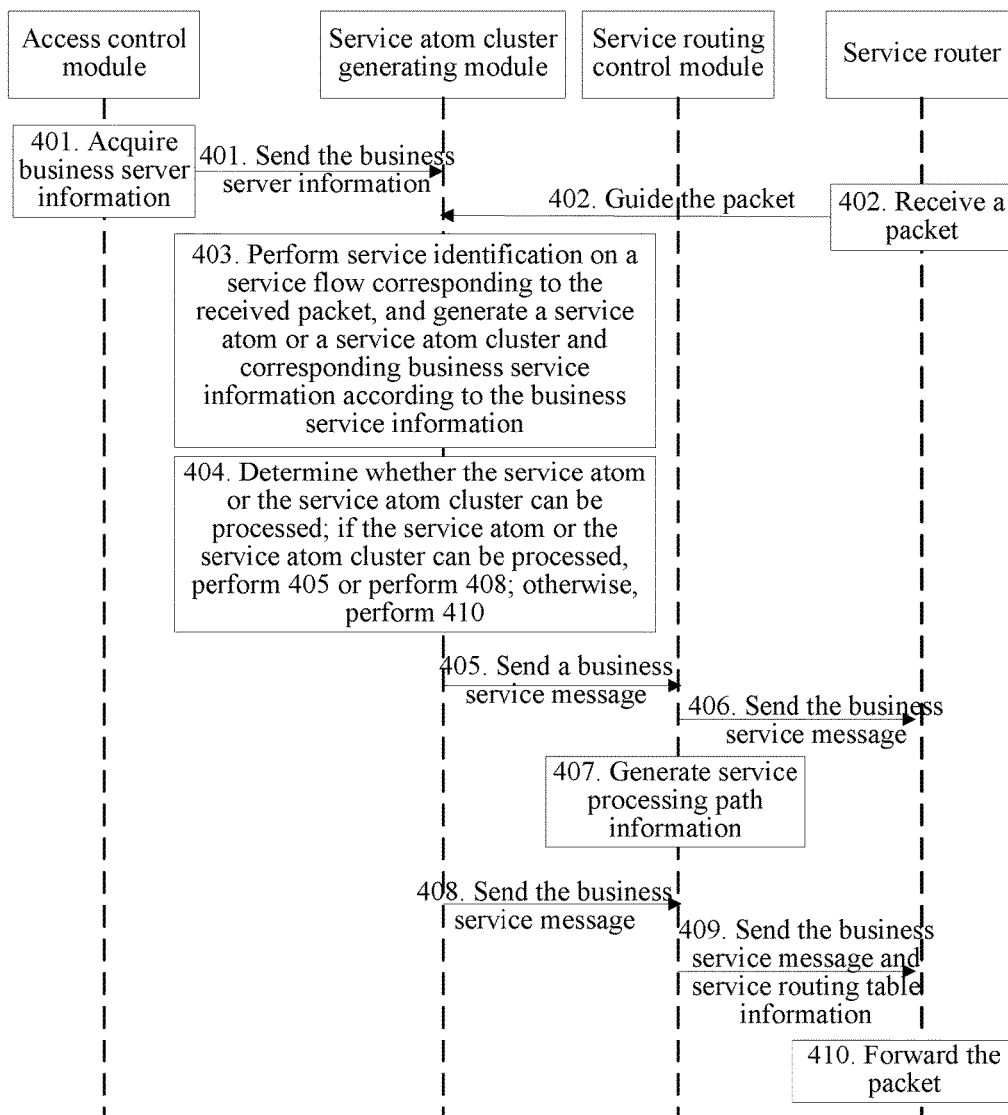 Access control
module
Service atom cluster
generating module
Service routing
control module
Service router
401. Acquire
business server
information
401. Send the business
server information
402. Guide the packet
402. Receive a
packet
403. Perform service identification on a
service flow corresponding to the
received packet, and generate a service
atom or a service atom cluster and
corresponding business service
information according to the business
service information
404. Determine whether the service atom
or the service atom cluster can be
processed; if the service atom or the
service atom cluster can be processed,
perform 405 or perform 408; otherwise,
perform 410
405. Send a business
service message
406. Send the business
service message
407. Generate service
processing path
information
408. Send the business
service message
409. Send the business
service message and
service routing table
information
410. Forward the
packet